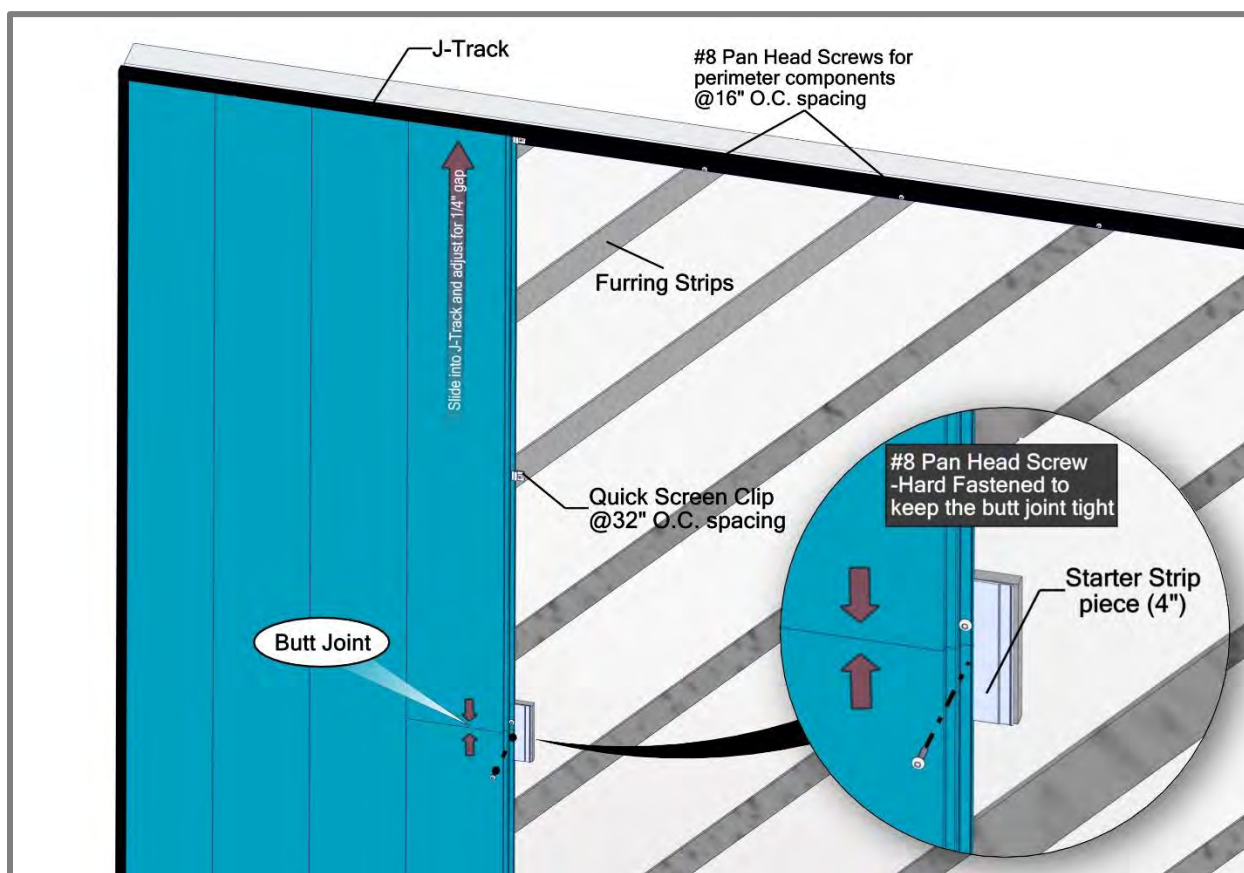 J-Track
#8 Pan Head Screws for
perimeter components
@16" O.C. spacing
Slide into J-Track and adjust for 1/4" gap
Furring Strips
Quick Screen Clip
@32" O.C. spacing
#8 Pan Head Screw
-Hard Fastened to
keep the butt joint tight
Starter Strip
piece (4")
Butt Joint